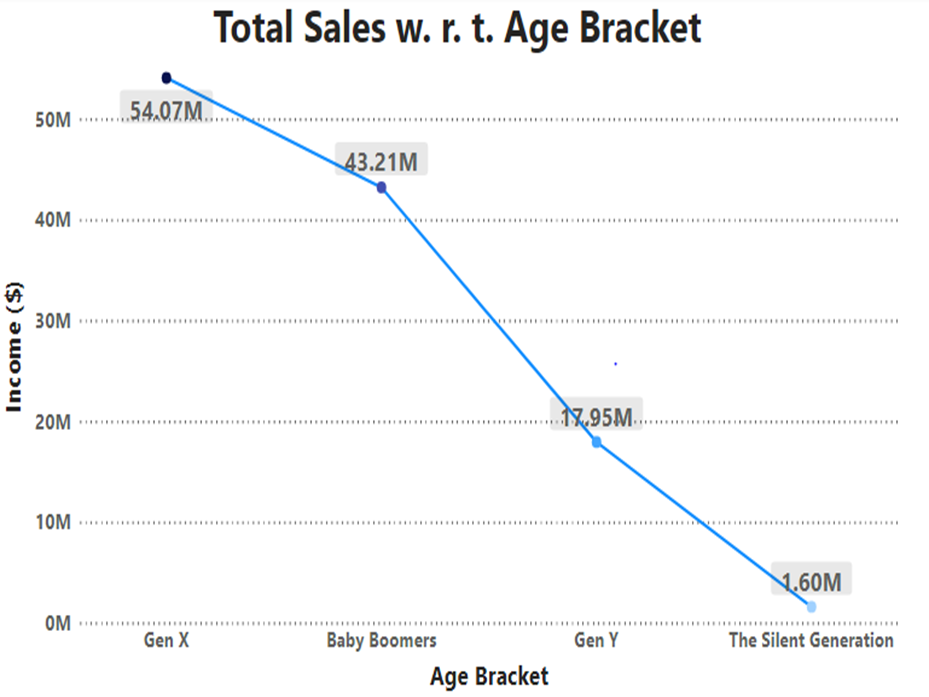 Total Sales w. r. t. Age Bracket
54.07M
50M
43.21M
40M
30M
17.95M
20M
10M
1.60M
0M
Income ($)
Gen X Baby Boomers Gen Y The Silent Generation
Age Bracket